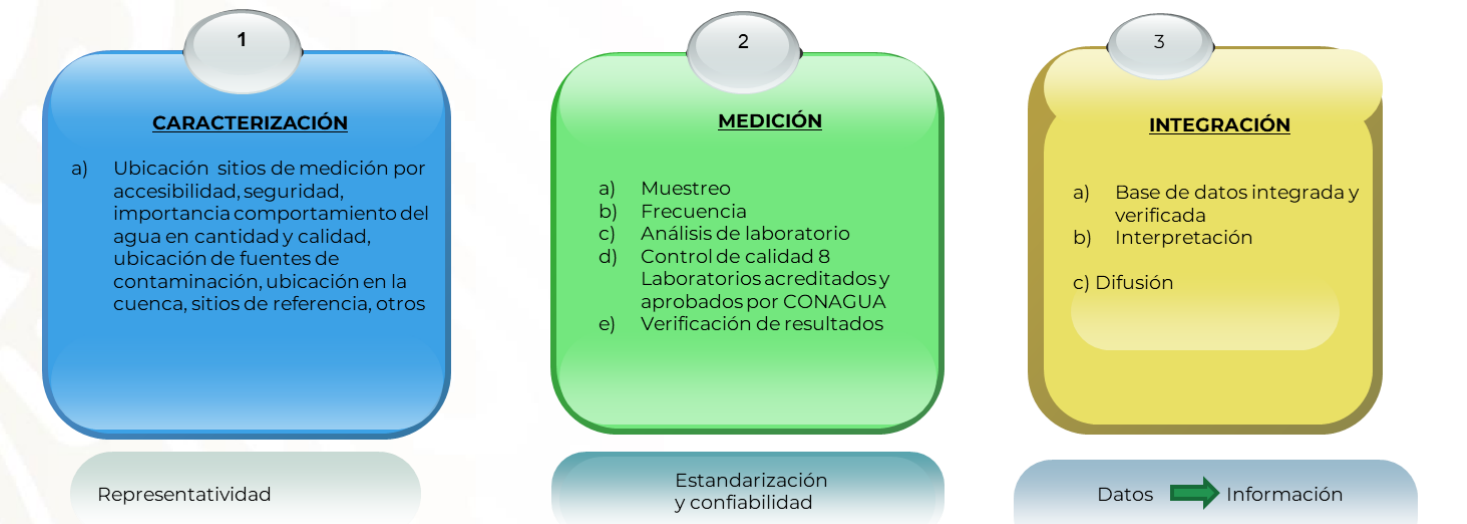 1
CARACTERIZACIÓN
a) Ubicación sitios de medición por
accesibilidad, seguridad,
importancia comportamiento del
agua en cantidad y calidad,
ubicación de fuentes de
contaminación, ubicación en la
cuenca, sitios de referencia, otros
Representatividad
2
MEDICIÓN
a) Muestreo
b) Frecuencia
c) Análisis de laboratorio
d) Control de calidad 8
Laboratorios acreditados y
aprobados por CONAGUA
e) Verificación de resultados
Estandarización
y confiabilidad
3
INTEGRACIÓN
a) Base de datos integrada y
verificada
b) Interpretación
c) Difusión
Datos Información